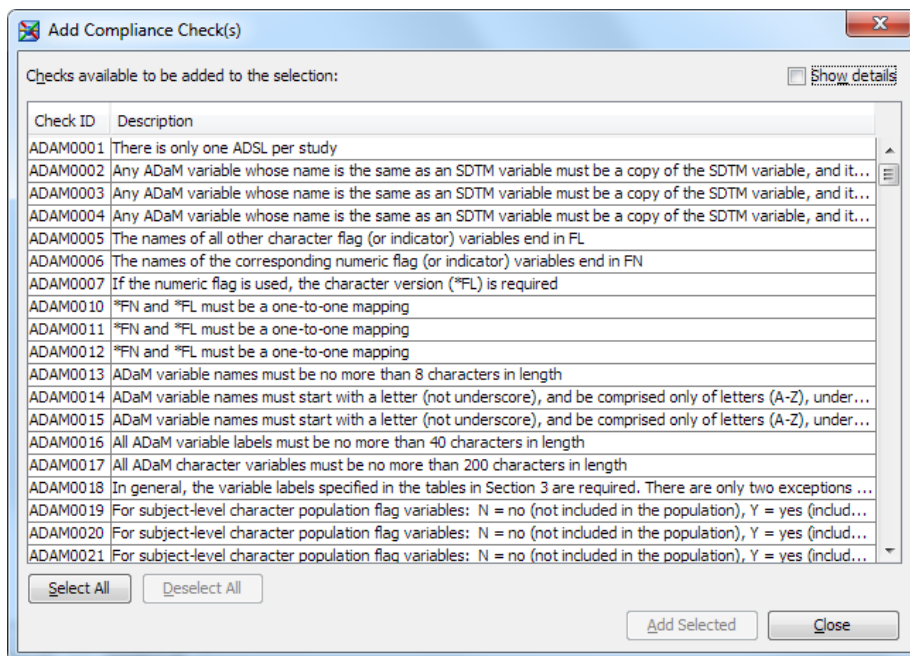 Add Compliance Check(s)
Checks available to be added to the selection:
Show details
Check ID Description
ADAM0001 There is only one ADSL per study
ADAM0002 Any ADaM variable whose name is the same as an SDTM variable must be a copy of the SDTM variable, and it...
ADAM0003 Any ADaM variable whose name is the same as an SDTM variable must be a copy of the SDTM variable, and it...
ADAM0004 Any ADaM variable whose name is the same as an SDTM variable must be a copy of the SDTM variable, and it...
ADAM0005 The names of all other character flag (or indicator) variables end in FL
ADAM0006 The names of the corresponding numeric flag (or indicator) variables end in FN
ADAM0007 If the numeric flag is used, the character version (*FL) is required
ADAM0010 *FN and *FL must be a one-to-one mapping
ADAM0011 *FN and *FL must be a one-to-one mapping
ADAM0012 *FN and *FL must be a one-to-one mapping
ADAM0013 ADaM variable names must be no more than 8 characters in length
ADAM0014 ADaM variable names must start with a letter (not underscore), and be comprised only of letters (A-Z), under...
ADAM0015 ADaM variable names must start with a letter (not underscore), and be comprised only of letters (A-Z), under...
ADAM0016 All ADaM variable labels must be no more than 40 characters in length
ADAM0017 All ADaM character variables must be no more than 200 characters in length
ADAM0018 In general, the variable labels specified in the tables in Section 3 are required. There are only two exceptions ...
ADAM0019 For subject-level character population flag variables: N = no (not included in the population), Y = yes (includ...
ADAM0020 For subject-level character population flag variables: N = no (not included in the population), Y = yes (includ...
ADAM0021 For subject-level character population flag variables: N = no (not included in the population), Y = yes (includ...
Select All Deselect All
Add Selected Close